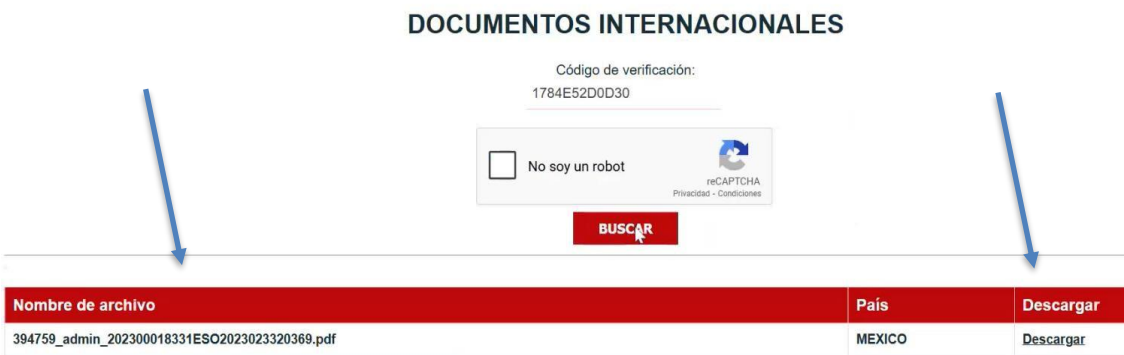 DOCUMENTOS INTERNACIONALES
Código de verificación:
1784E52D0D30
No soy un robot
reCAPTCHA
Privacidad - Condiciones
BUSCAR
Nombre de archivo País Descargar
394759_admin_202300018331ESO2023023320369.pdf MEXICO Descargar